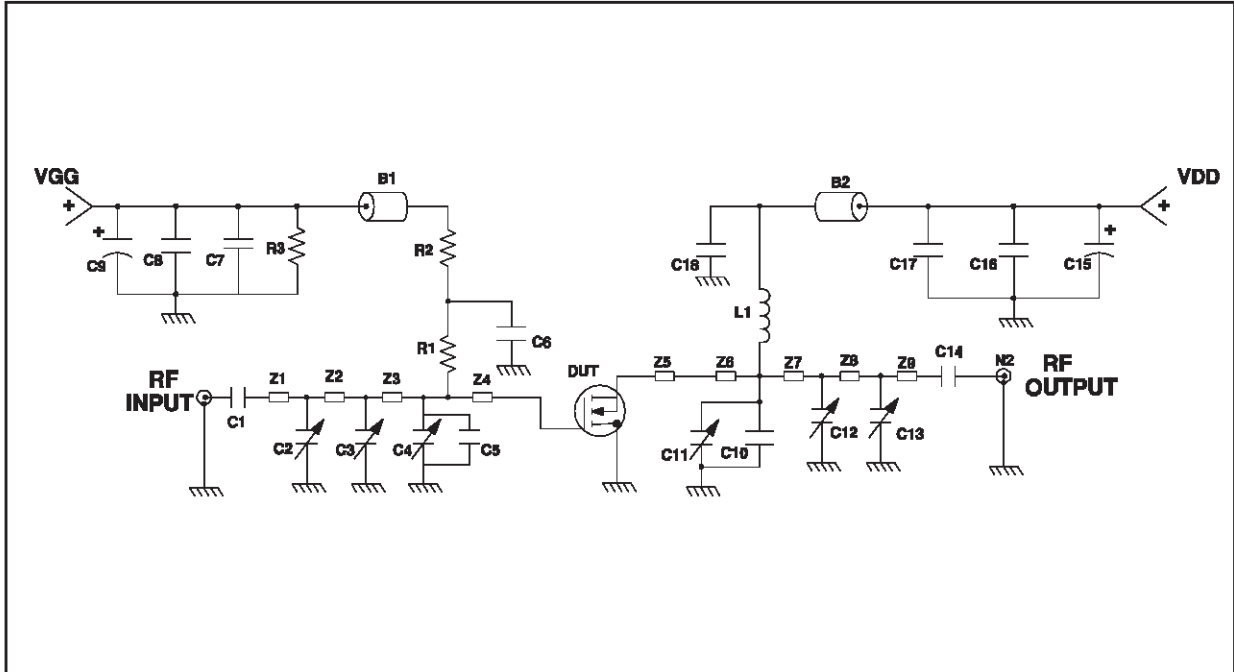 VGG
+
B1
B2
VDD
+
+
C9
C8
C7
R3
R2
C18
C17
C16
+
C15
L1
R1
C6
RF
INPUT
C1
Z1
Z2
Z3
Z4
DUT
Z5
Z6
Z7
Z8
Z9
C14
N2
RF
OUTPUT
C2
C3
C4
C5
C11
C10
C12
C13